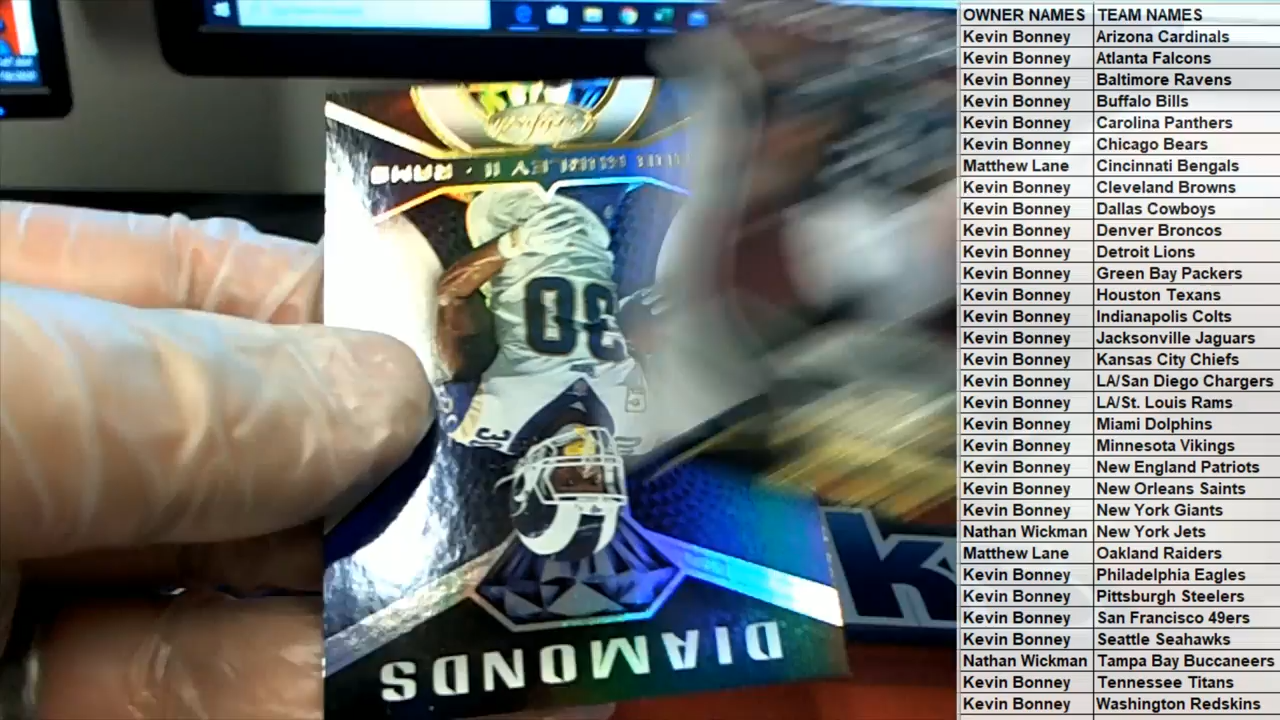 OWNER NAMES TEAM NAMES
Kevin Bonney Arizona Cardinals
Kevin Bonney Atlanta Falcons
Kevin Bonney Baltimore Ravens
Kevin Bonney Buffalo Bills
Kevin Bonney Carolina Panthers
Kevin Bonney Chicago Bears
Matthew Lane Cincinnati Bengals
Kevin Bonney Cleveland Browns
Kevin Bonney Dallas Cowboys
Kevin Bonney Denver Broncos
Kevin Bonney Detroit Lions
Kevin Bonney Green Bay Packers
Kevin Bonney Houston Texans
Kevin Bonney Indianapolis Colts
Kevin Bonney Jacksonville Jaguars
Kevin Bonney Kansas City Chiefs
Kevin Bonney LA/San Diego Chargers
Kevin Bonney LA/St. Louis Rams
Kevin Bonney Miami Dolphins
Kevin Bonney Minnesota Vikings
Kevin Bonney New England Patriots
Kevin Bonney New Orleans Saints
Kevin Bonney New York Giants
Nathan Wickman New York Jets
Matthew Lane Oakland Raiders
Kevin Bonney Philadelphia Eagles
Kevin Bonney Pittsburgh Steelers
Kevin Bonney San Francisco 49ers
Kevin Bonney Seattle Seahawks
Nathan Wickman Tampa Bay Buccaneers
Kevin Bonney Tennessee Titans
Kevin Bonney Washington Redskins
DIAMONDS
30
30
II · RAMS
Certified